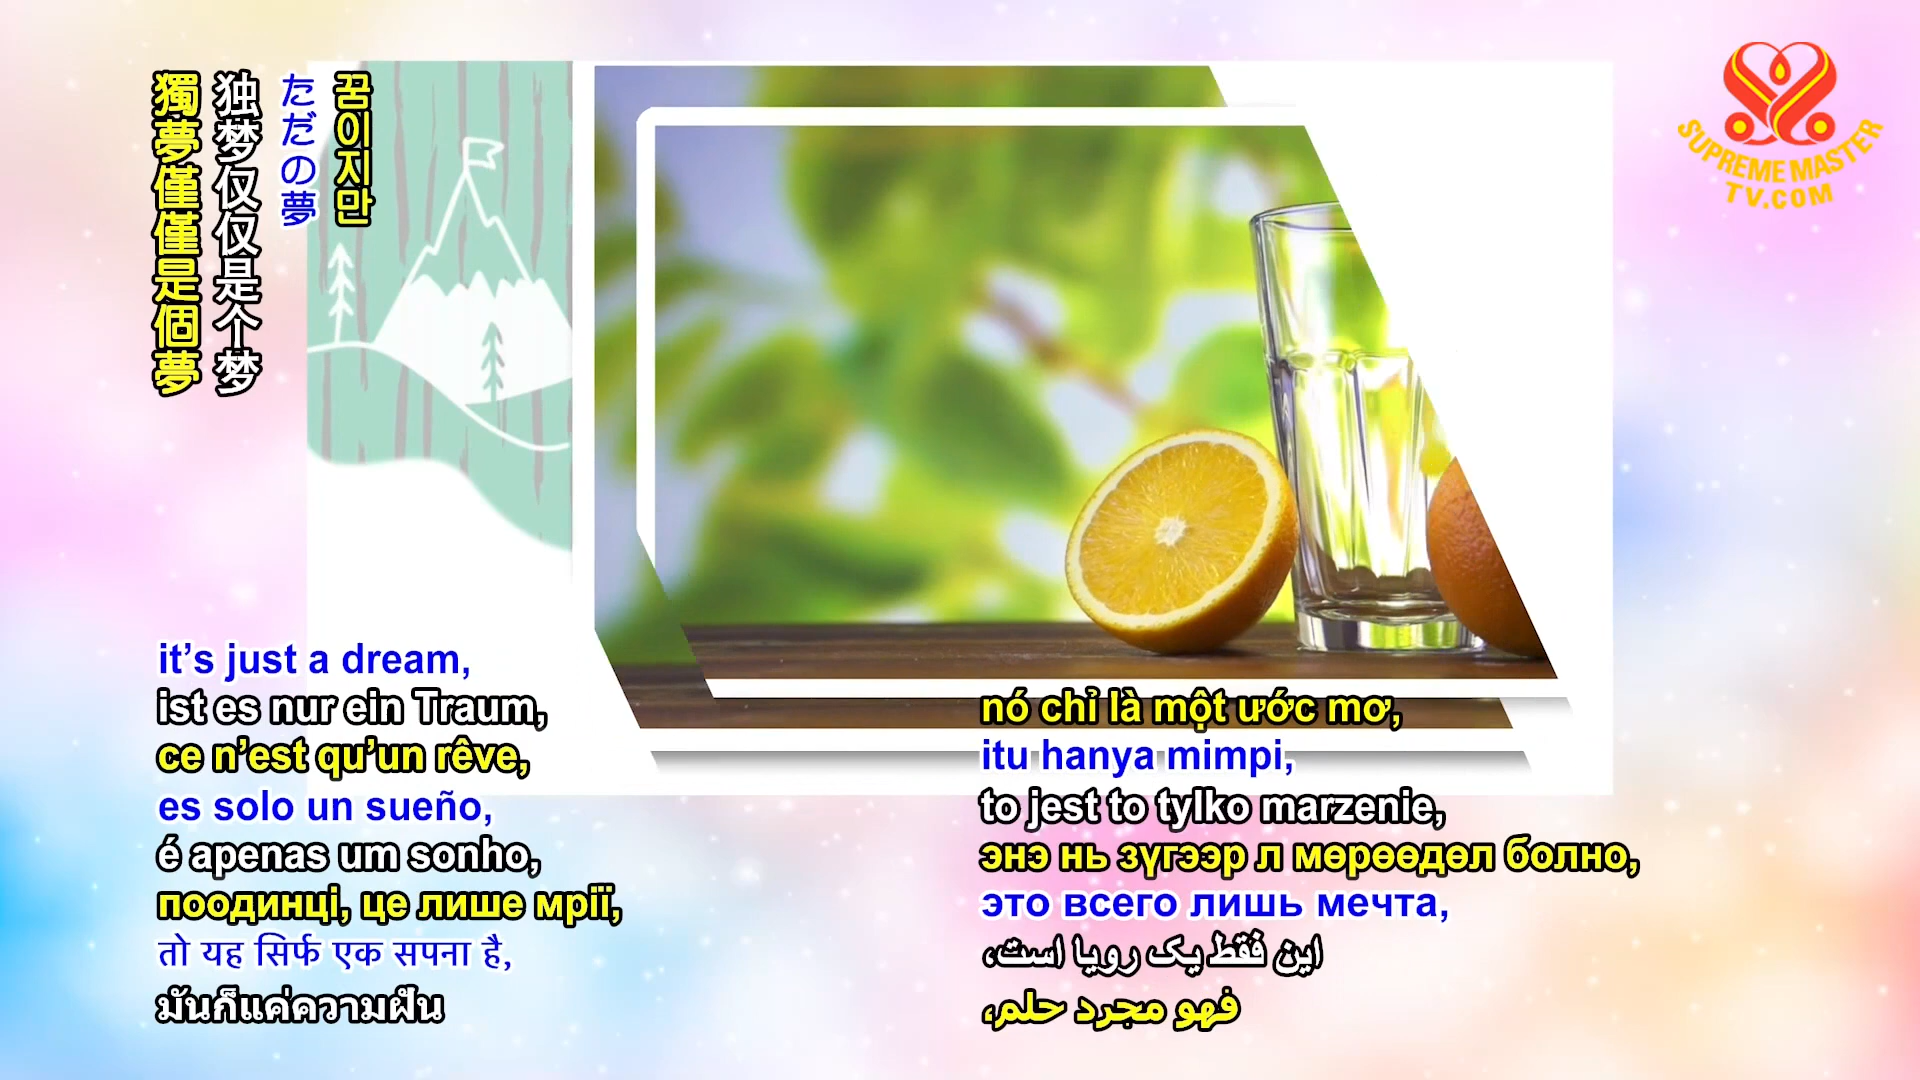 獨夢僅僅是個夢
独梦仅仅是个梦
ただの夢
꿈이지만
SUPREME MASTER
TV.COM
it’s just a dream,
ist es nur ein Traum,
ce n’est qu’un rêve,
es solo un sueño,
é apenas um sonho,
поодинці, це лише мрії,
तो यह सिर्फ एक सपना है,
มันก็แค่ความฝัน
nó chỉ là một ước mơ,
itu hanya mimpi,
to jest to tylko marzenie,
энэ нь зүгээр л мөрөөдөл болно,
это всего лишь мечта,
این فقط یک رویا است،
فهو مجرد حلم،